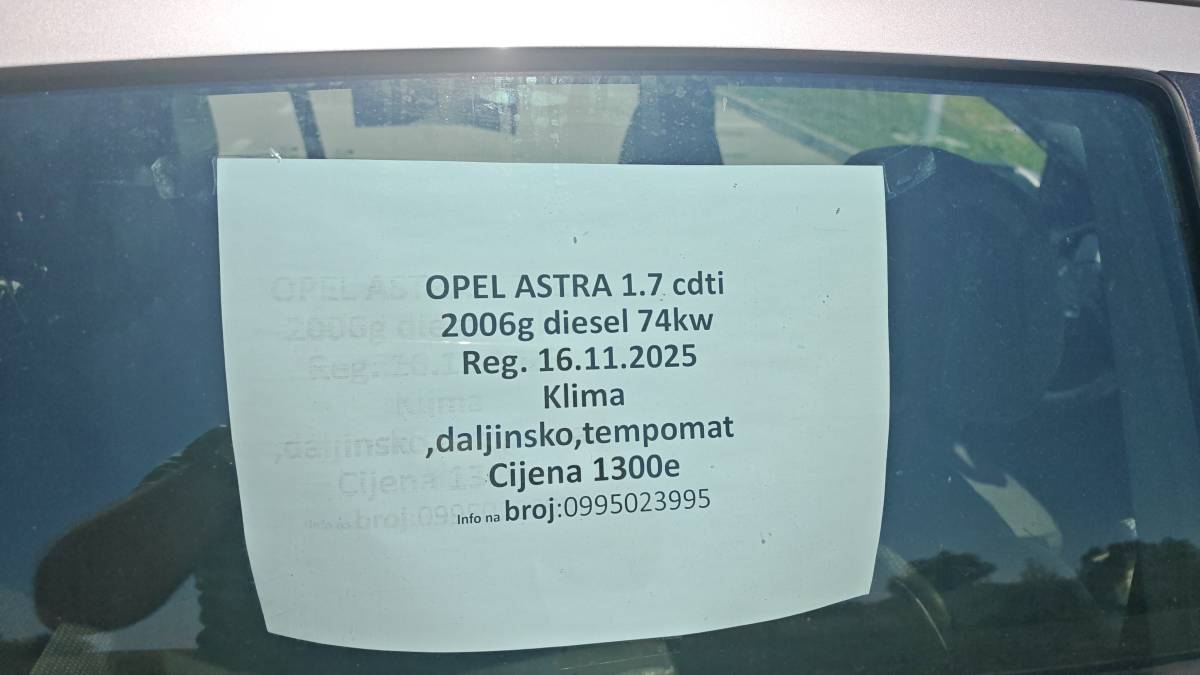 OPEL ASTRA 1.7 cdti
2006g diesel 74kw
Reg. 16.11.2025
Klima
,daljinsko,tempomat
Cijena 1300e
Info na broj:0995023995